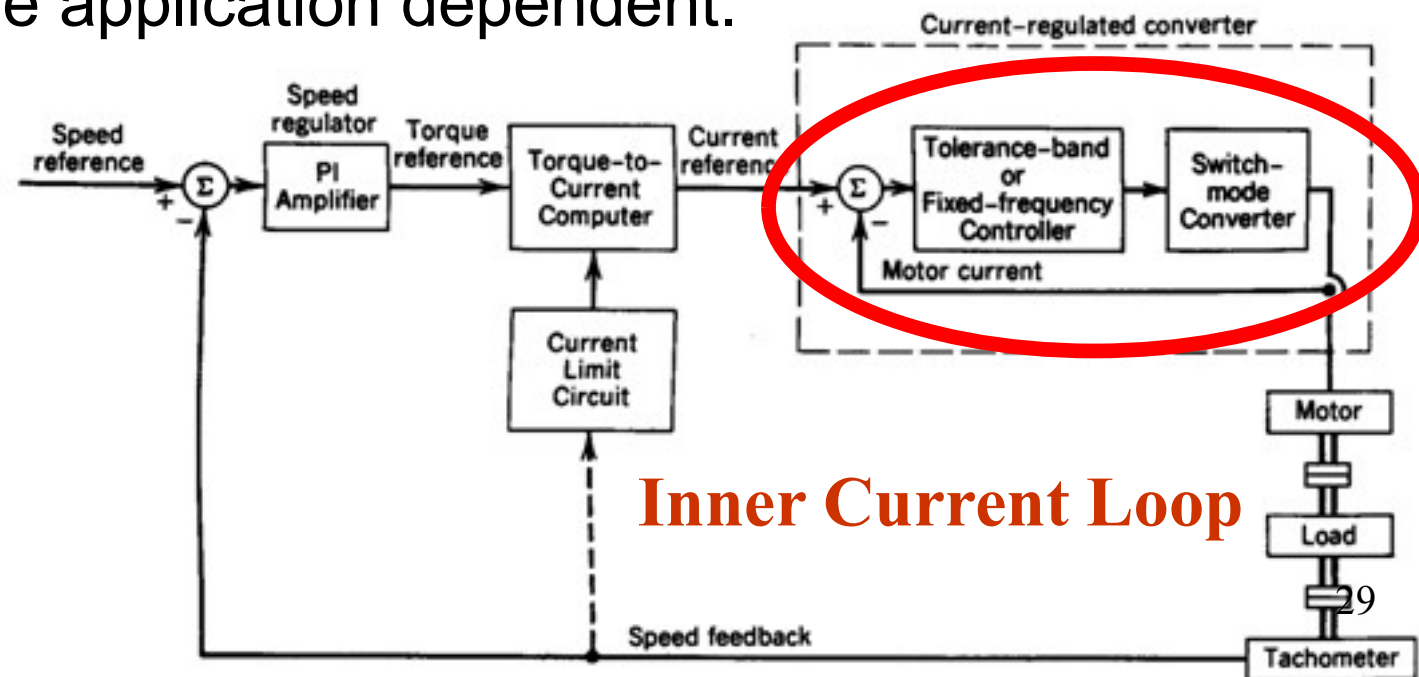 e application dependent.
Current-regulated converter
Speed
regulator
Speed
reference
+
−
Σ
PI
Amplifier
Torque
reference
Torque-to-
Current
Computer
Current
reference
+
−
Σ
Tolerance-band
or
Fixed-frequency
Controller
Switch-
mode
Converter
Motor current
Current
Limit
Circuit
Motor
Inner Current Loop
Load
29
Speed feedback
Tachometer